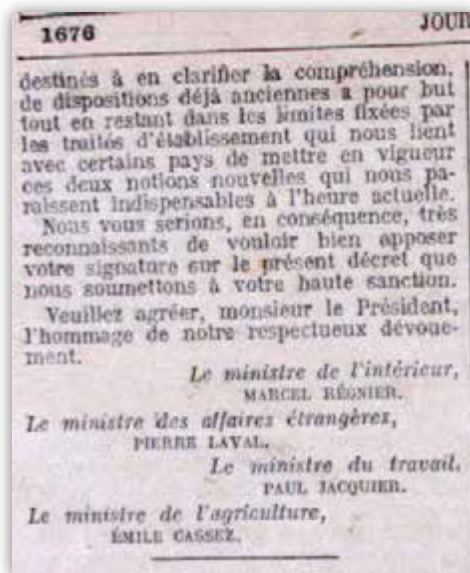 1676
JOUR
destinés à en clarifier la compréhension,
de dispositions déjà anciennes a pour but
tout en restant dans les limites fixées par
les traités d'établissement qui nous lient
avec certains pays de mettre en vigueur
ces deux notions nouvelles qui nous pa-
raissent indispensables à l'heure actuelle.
Nous vous serions, en conséquence, très
reconnaissants de vouloir bien apposer
votre signature sur le présent décret que
nous soumettons à votre haute sanction.
Veuillez agréer, monsieur le Président,
l'hommage de notre respectueux dévoue-
ment.
Le ministre de l'intérieur,
MARCEL RÉGNIER.
Le ministre des affaires étrangères,
PIERRE LAVAL.
Le ministre du travail,
PAUL JACQUIER.
Le ministre de l'agriculture,
ÉMILE CASSEZ.